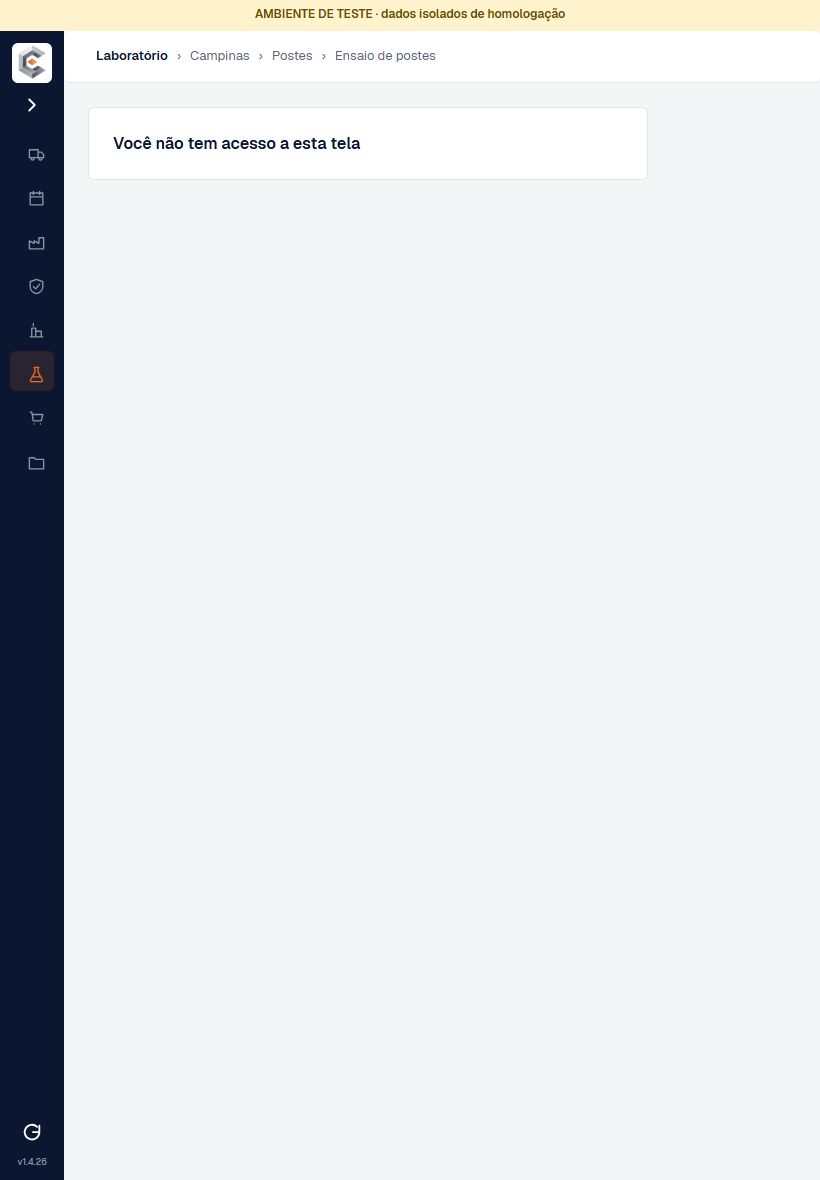 AMBIENTE DE TESTE · dados isolados de homologação
Laboratório › Campinas › Postes › Ensaio de postes
Você não tem acesso a esta tela
v1.4.26